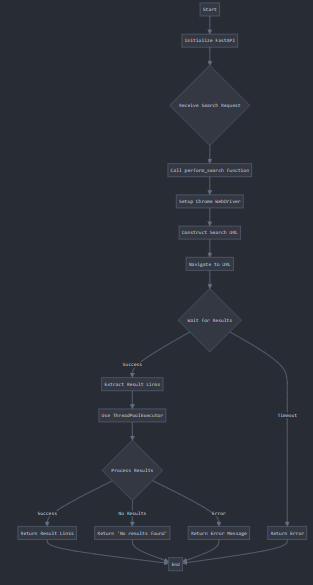 Start
Initialize FastAPI
Receive Search Request
Call perform_search Function
Setup Chrome WebDriver
Construct Search URL
Navigate to URL
Wait for Results
Success
Extract Result Links
Timeout
Use ThreadPoolExecutor
Process Results
Success
No Results
Error
Return Result Links
Return 'No results found'
Return Error Message
Return Error
End